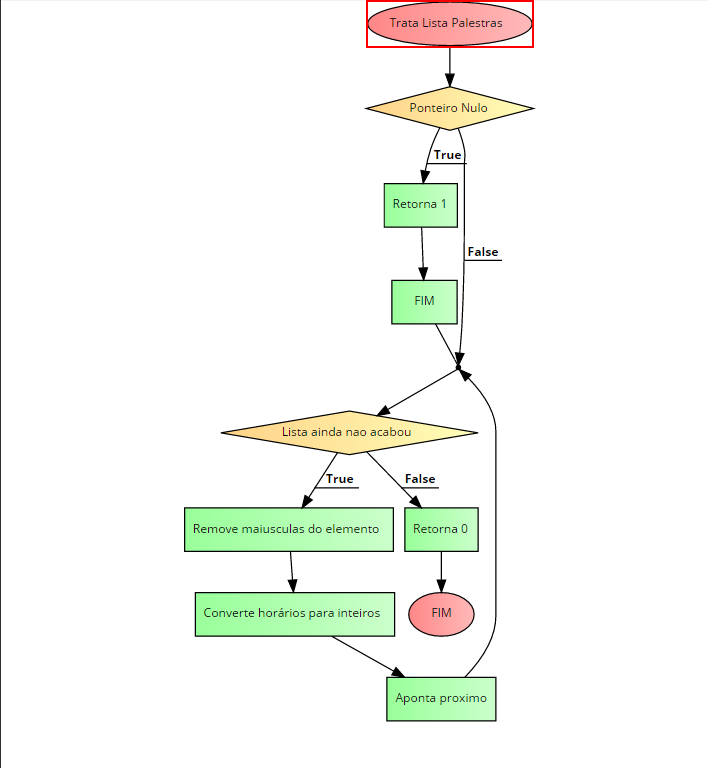 Trata Lista Palestras
Ponteiro Nulo
True
Retorna 1
False
FIM
Lista ainda nao acabou
True
False
Remove maiusculas do elemento
Retorna 0
Converte horários para inteiros
FIM
Aponta proximo